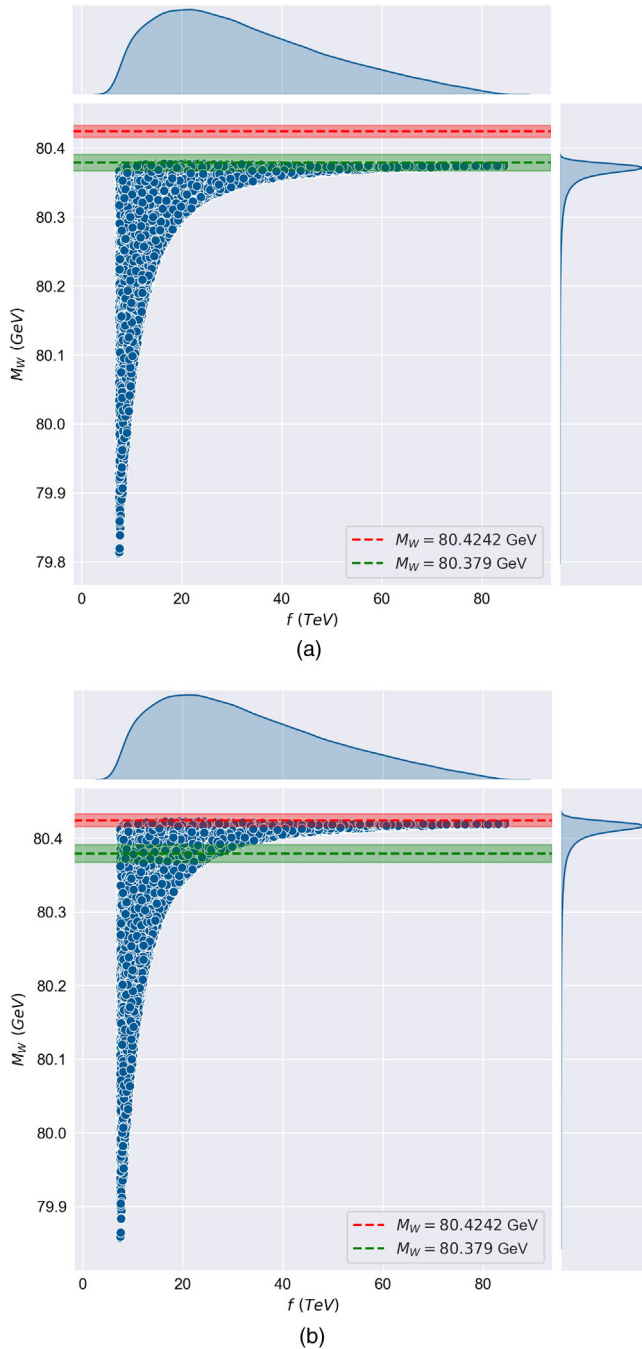 80.4
80.3
80.2
80.1
80.0
79.9
79.8
M_W (GeV)
M_W = 80.4242 GeV
M_W = 80.379 GeV
0 20 40 60 80
f (TeV)
(a)
80.4
80.3
80.2
80.1
80.0
79.9
M_W (GeV)
M_W = 80.4242 GeV
M_W = 80.379 GeV
0 20 40 60 80
f (TeV)
(b)